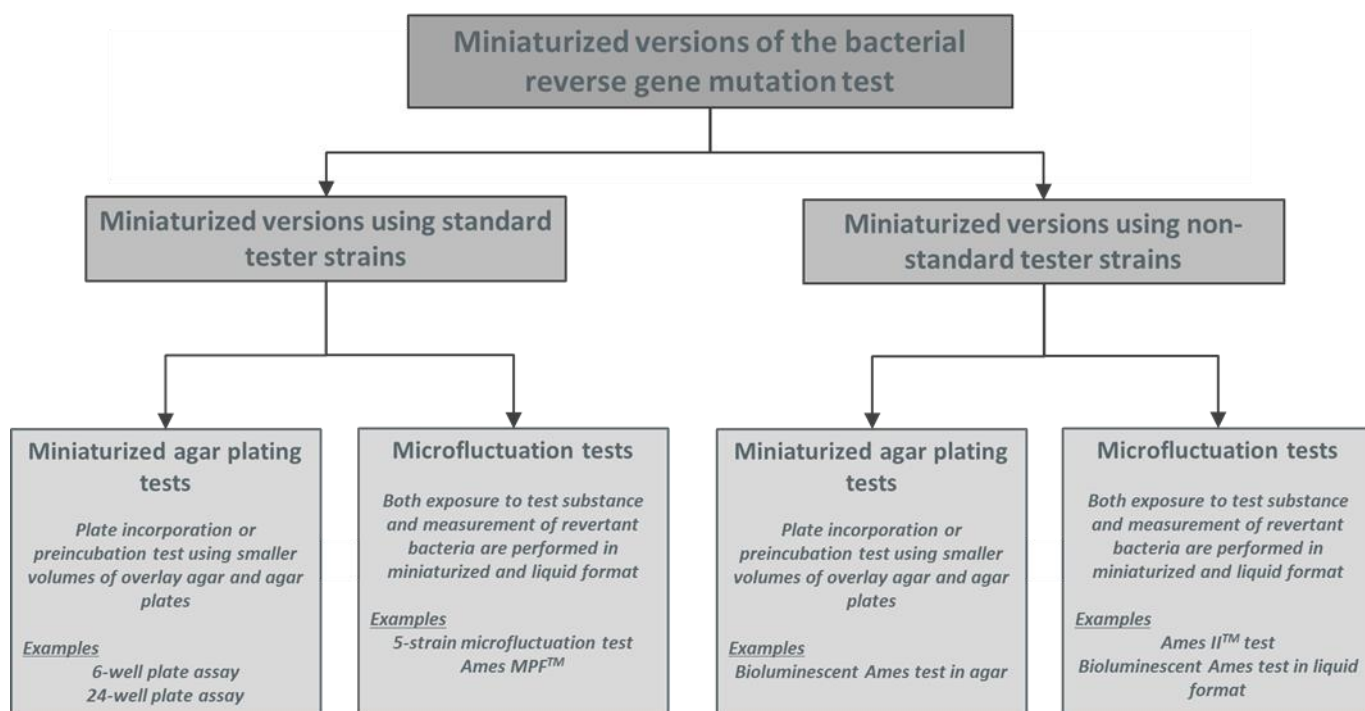 Miniaturized versions of the bacterial
reverse gene mutation test
Miniaturized versions using standard
tester strains
Miniaturized versions using non-
standard tester strains
Miniaturized agar plating
tests
Plate incorporation or
preincubation test using smaller
volumes of overlay agar and agar
plates
Examples
6-well plate assay
24-well plate assay
Microfluctuation tests
Both exposure to test substance
and measurement of revertant
bacteria are performed in
miniaturized and liquid format
Examples
5-strain microfluctuation test
Ames MPF™
Miniaturized agar plating
tests
Plate incorporation or
preincubation test using smaller
volumes of overlay agar and agar
plates
Examples
Bioluminescent Ames test in agar
Microfluctuation tests
Both exposure to test substance
and measurement of revertant
bacteria are performed in
miniaturized and liquid format
Examples
Ames II™ test
Bioluminescent Ames test in liquid
format